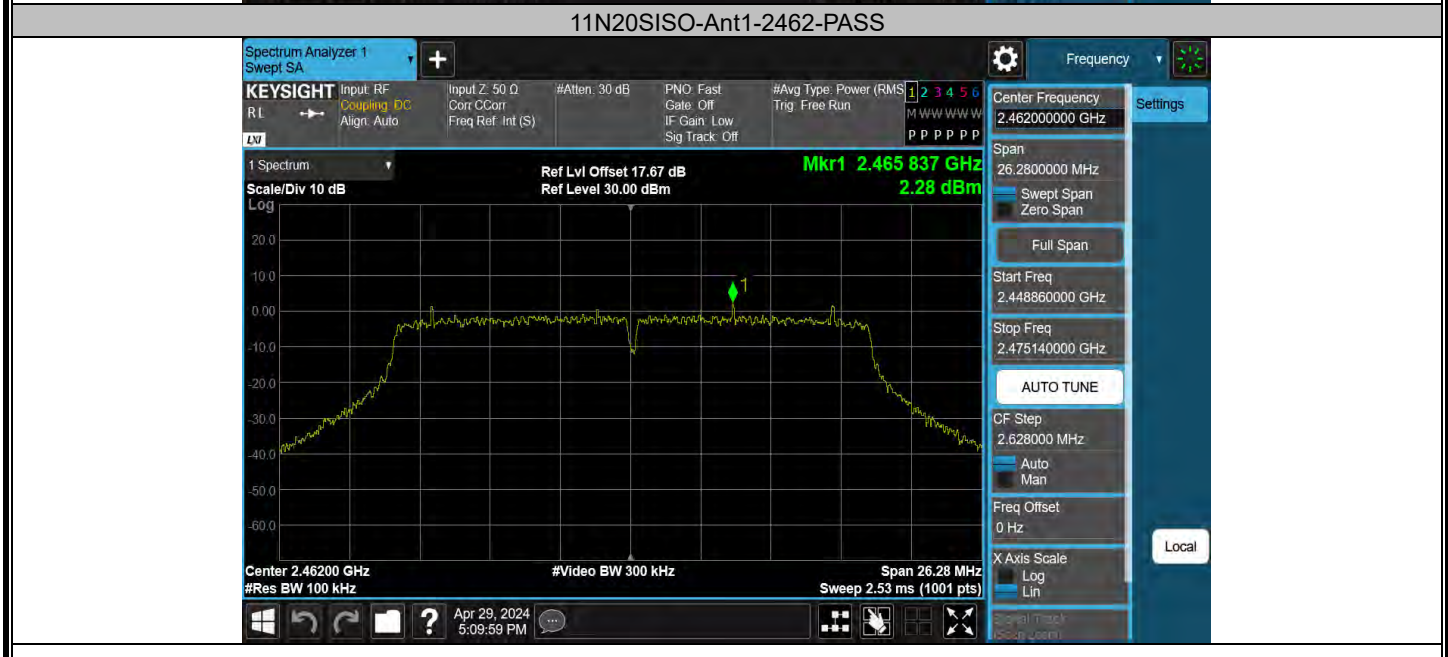 11N20SISO-Ant1-2462-PASS
Spectrum Analyzer 1
Swept SA
+
Frequency
KEYSIGHT
RL
LXI
Input: RF
Coupling: DC
Align: Auto
Input Z: 50 Ω
Corr CCorr
Freq Ref: Int (S)
#Atten: 30 dB
PNO: Fast
Gate: Off
IF Gain: Low
Sig Track: Off
#Avg Type: Power (RMS
Trig: Free Run
1 2 3 4 5 6
M W W W W W
P P P P P P
Center Frequency
2.462000000 GHz
Settings
1 Spectrum
Scale/Div 10 dB
Ref Lvl Offset 17.67 dB
Ref Level 30.00 dBm
Mkr1 2.465 837 GHz
2.28 dBm
Span
26.2800000 MHz
Swept Span
Zero Span
Full Span
Start Freq
2.448860000 GHz
Stop Freq
2.475140000 GHz
AUTO TUNE
CF Step
2.628000 MHz
Auto
Man
Freq Offset
0 Hz
X Axis Scale
Log
Lin
Local
Log
20.0
10.0
0.00
-10.0
-20.0
-30.0
-40.0
-50.0
-60.0
1
Center 2.46200 GHz
#Res BW 100 kHz
#Video BW 300 kHz
Span 26.28 MHz
Sweep 2.53 ms (1001 pts)
?
Apr 29, 2024
5:09:59 PM